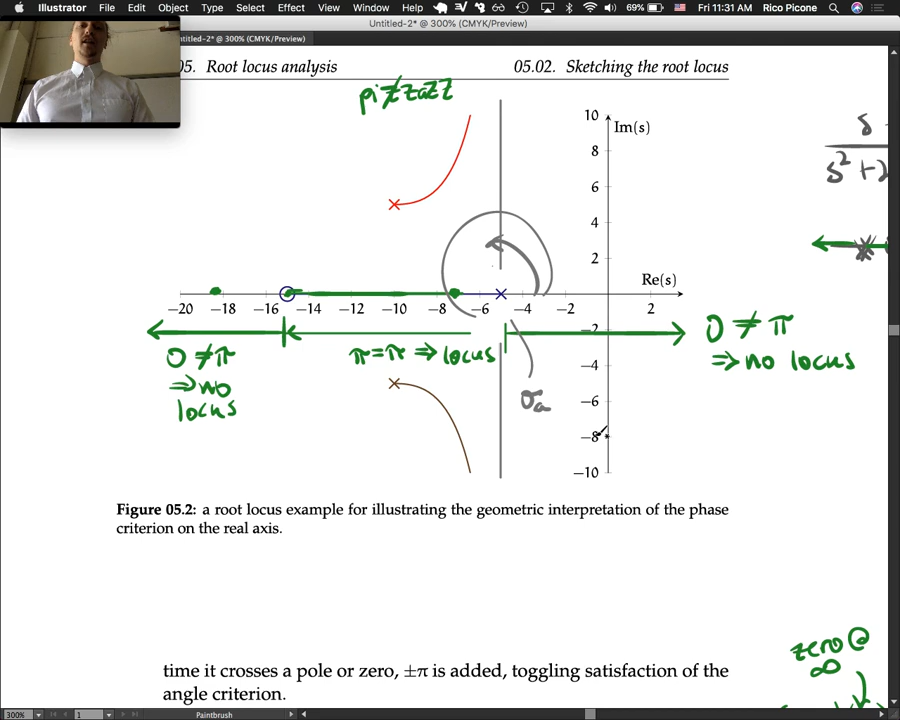 Illustrator File Edit Object Type Select Effect View Window Help 69% Fri 11:31 AM Rico Picone
Untitled-2* @ 300% (CMYK/Preview)
ntitled-2* @ 300% (CMYK/Preview)
05. Root locus analysis 05.02. Sketching the root locus
pizzazz
10 Im(s)
8
6
4
2
Re(s)
−20 −18 −16 −14 −12 −10 −8 −6 −4 −2 2
−2
−4
−6
−8
−10
0 ≠ π
⇒ no
locus
π = π ⇒ locus
0 ≠ π
⇒ no locus
σa
Figure 05.2: a root locus example for illustrating the geometric interpretation of the phase
criterion on the real axis.
zero @
∞
time it crosses a pole or zero, ±π is added, toggling satisfaction of the
angle criterion.
300% 1 Paintbrush